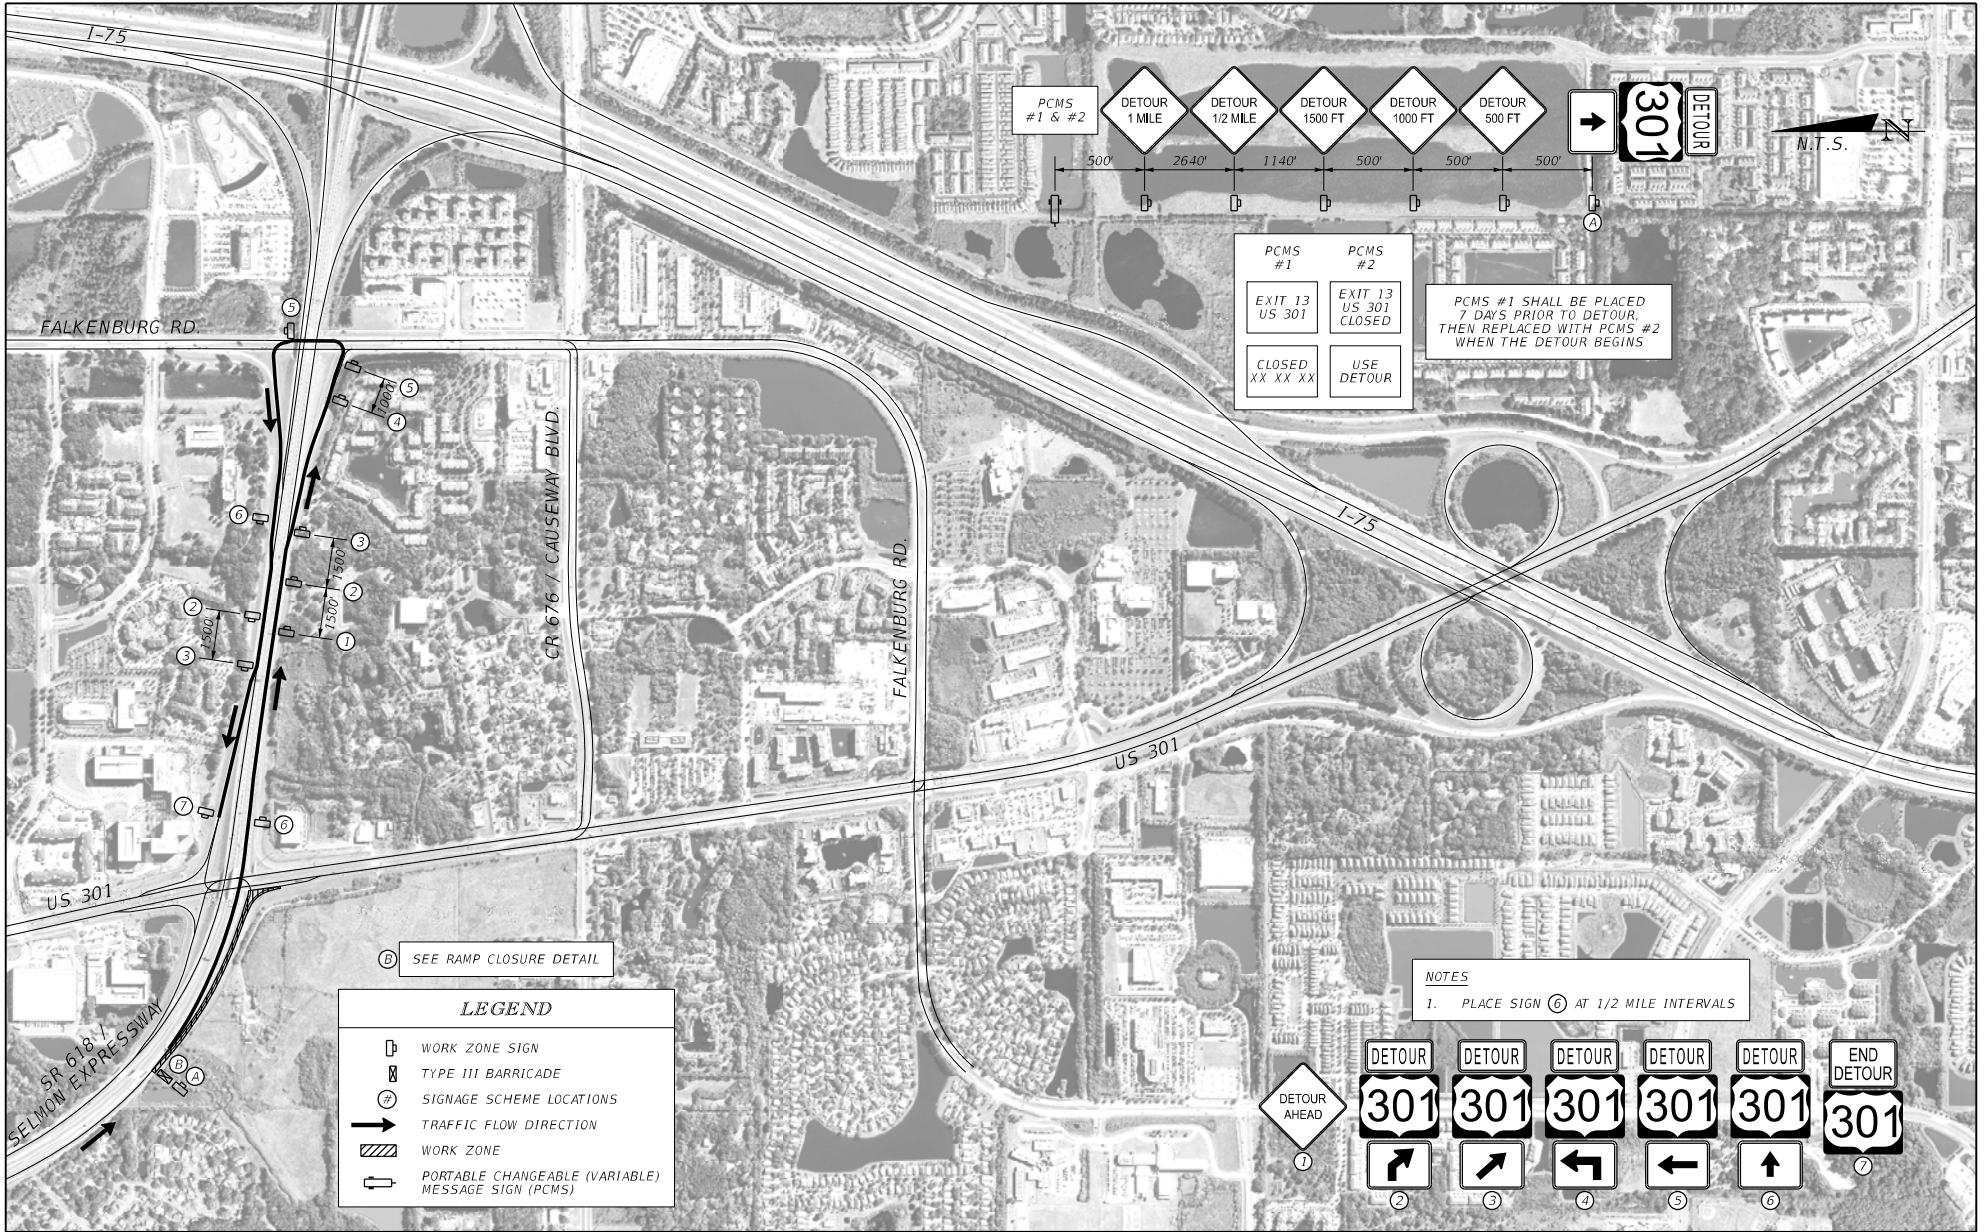 I-75
PCMS
#1 & #2
DETOUR
1 MILE
DETOUR
1/2 MILE
DETOUR
1500 FT
DETOUR
1000 FT
DETOUR
500 FT
301
DETOUR
N
N.T.S.
500'
2640'
1140'
500'
500'
500'
A
PCMS
#1
PCMS
#2
EXIT 13
US 301
EXIT 13
US 301
CLOSED
CLOSED
XX XX XX
USE
DETOUR
PCMS #1 SHALL BE PLACED
7 DAYS PRIOR TO DETOUR,
THEN REPLACED WITH PCMS #2
WHEN THE DETOUR BEGINS
5
FALKENBURG RD.
5
1000'
4
6
3
1500'
2
1500'
1
2
1500'
3
CR 676 / CAUSEWAY BLVD.
FALKENBURG RD.
I-75
US 301
7
6
US 301
B
SEE RAMP CLOSURE DETAIL
SR 618 /
SELMON EXPRESSWAY
B
A
LEGEND
WORK ZONE SIGN
TYPE III BARRICADE
#
SIGNAGE SCHEME LOCATIONS
TRAFFIC FLOW DIRECTION
WORK ZONE
PORTABLE CHANGEABLE (VARIABLE)
MESSAGE SIGN (PCMS)
NOTES
1. PLACE SIGN 6 AT 1/2 MILE INTERVALS
DETOUR
AHEAD
1
DETOUR
301
2
DETOUR
301
3
DETOUR
301
4
DETOUR
301
5
DETOUR
301
6
END
DETOUR
301
7